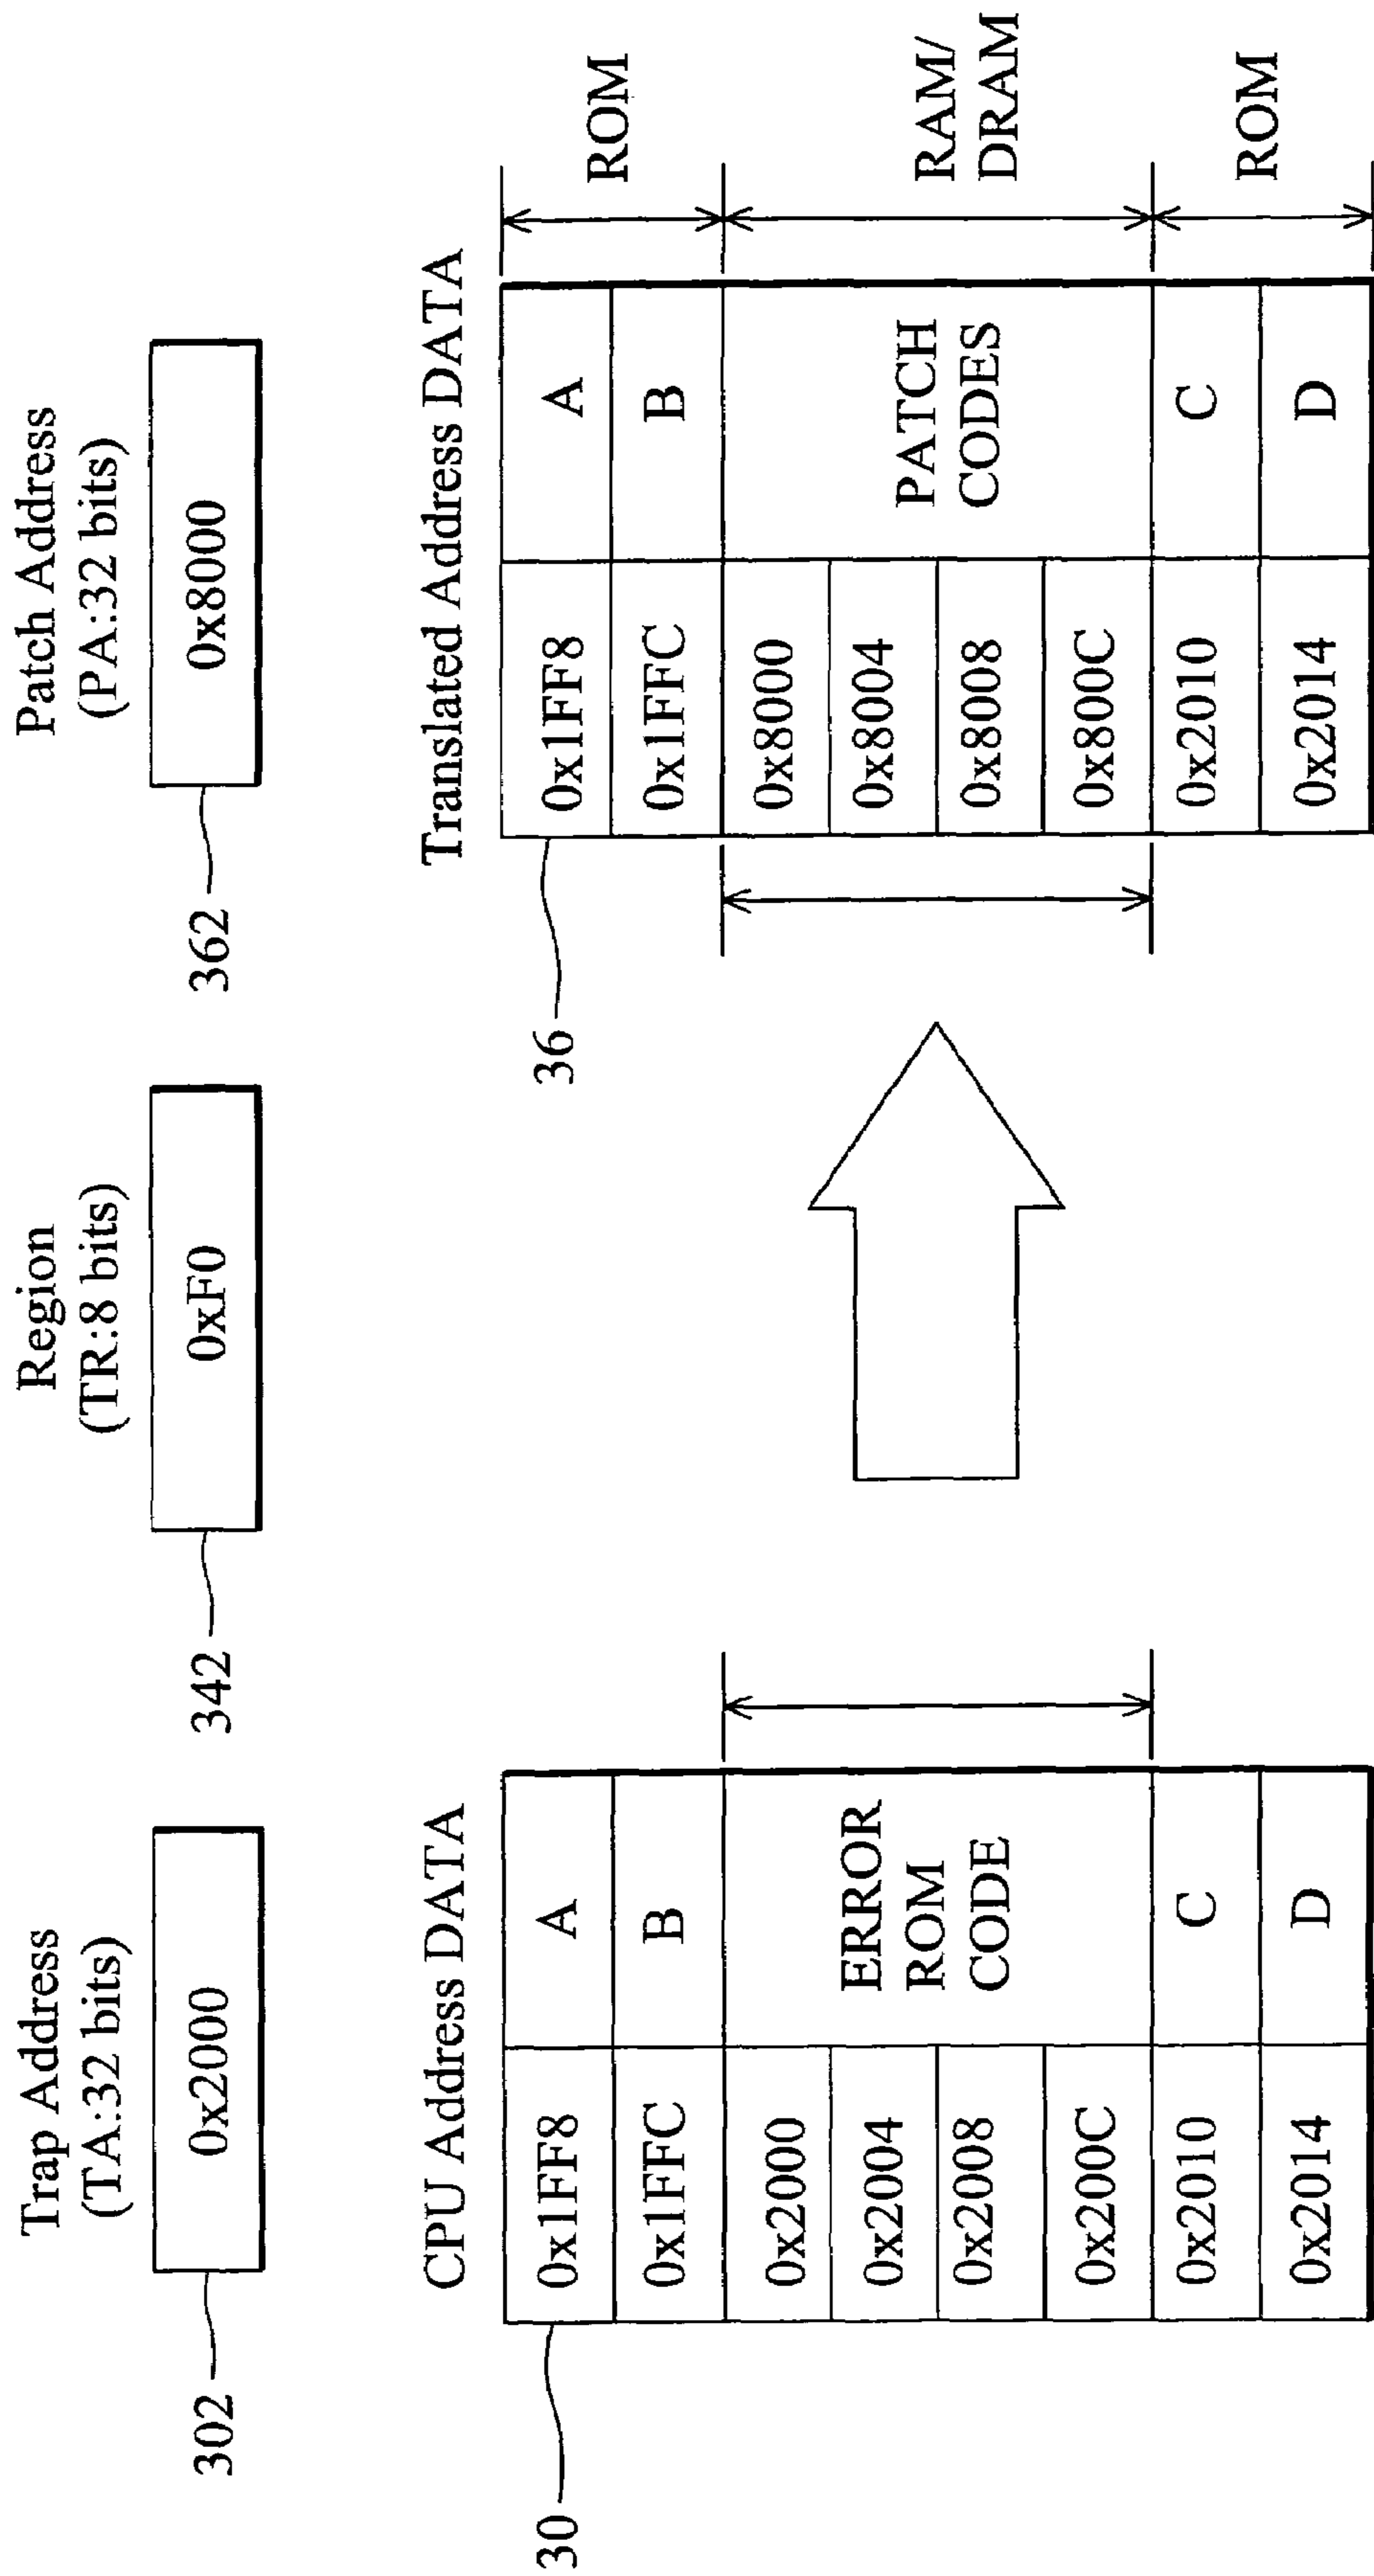 Trap Address
(TA:32 bits)
302
0x2000
Region
(TR:8 bits)
342
0xF0
Patch Address
(PA:32 bits)
362
0x8000
CPU Address DATA
30
0x1FF8 A
0x1FFC B
0x2000
0x2004
0x2008
0x200C
ERROR
ROM
CODE
0x2010 C
0x2014 D
Translated Address DATA
36
0x1FF8 A
0x1FFC B
0x8000
0x8004
0x8008
0x800C
PATCH
CODES
0x2010 C
0x2014 D
ROM
RAM/
DRAM
ROM